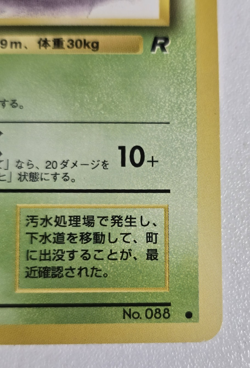 9m、体重30kg R
する。
て」なら、20ダメージを
10+
ヒ」状態にする。
汚水処理場で発生し、
下水道を移動して、町
に出没することが、最
近確認された。
No. 088 ●